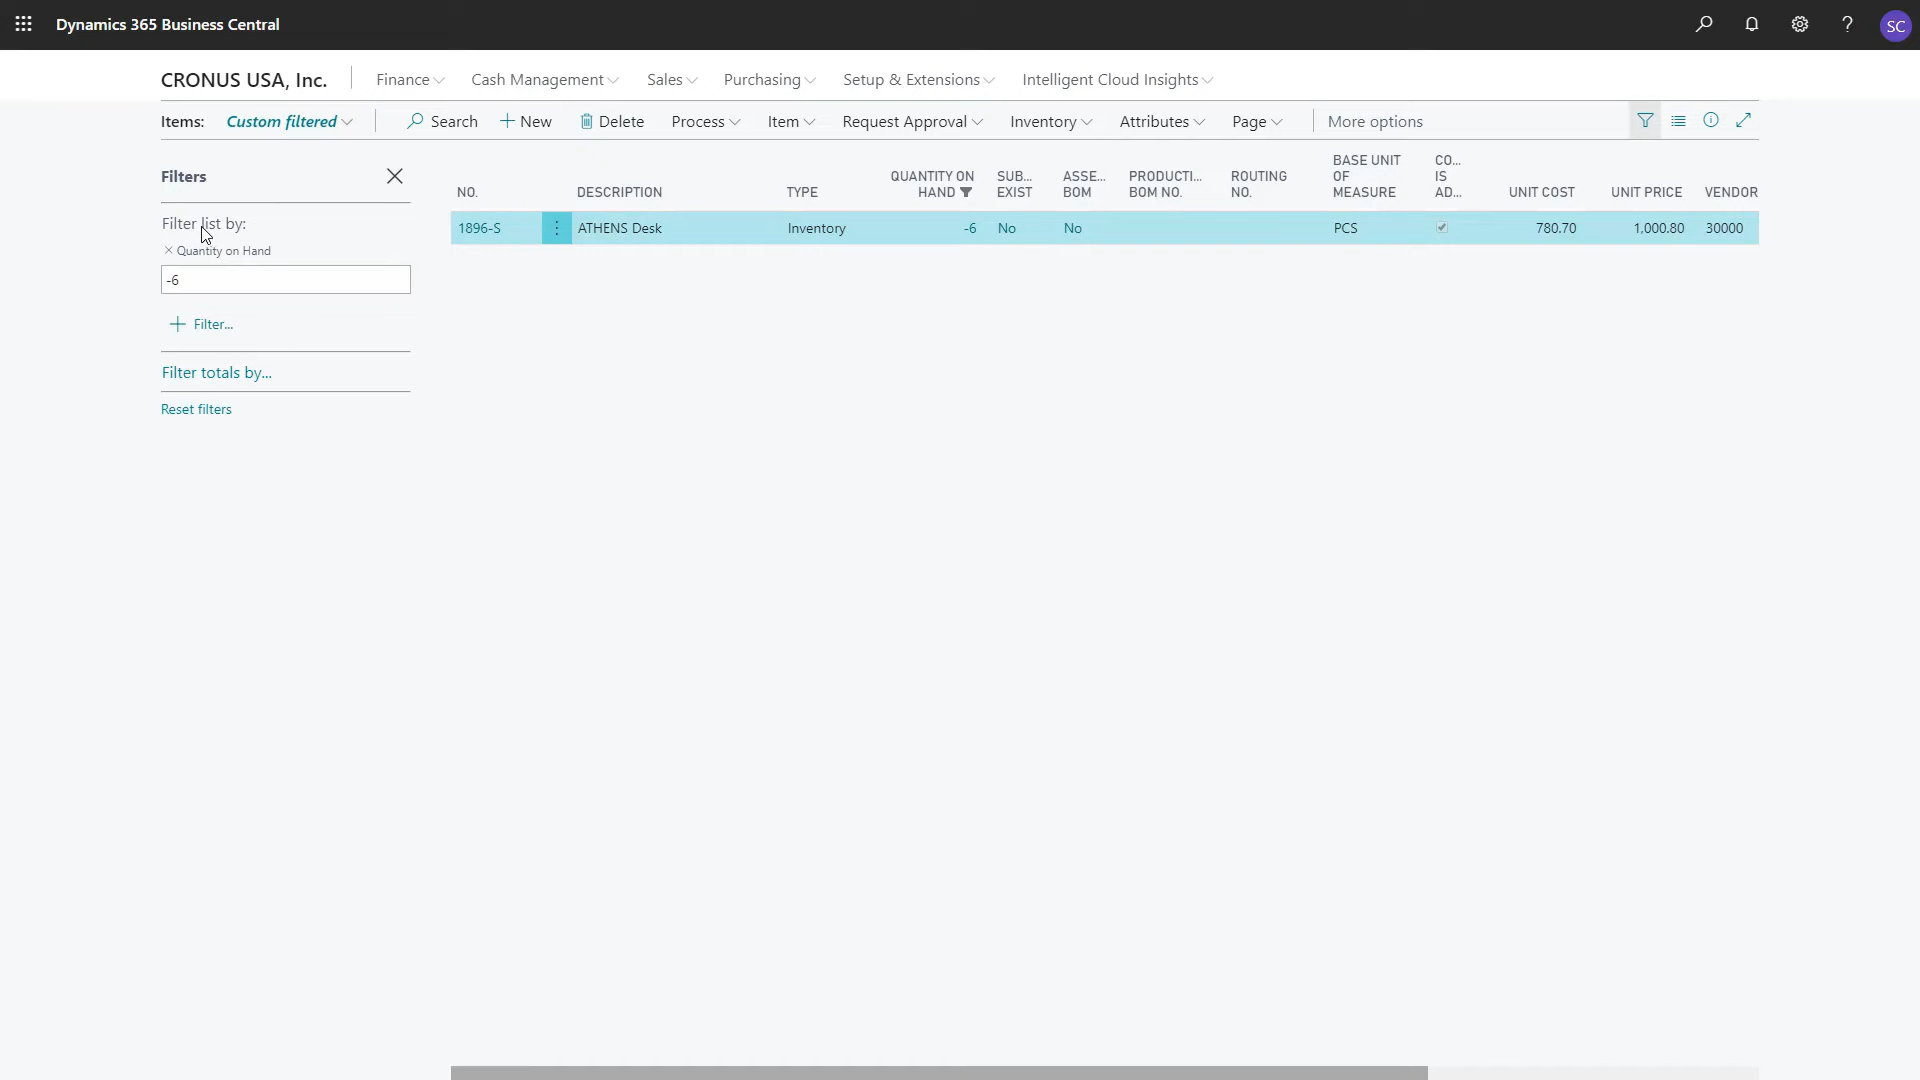 Dynamics 365 Business Central
SC
CRONUS USA, Inc.
Finance
Cash Management
Sales
Purchasing
Setup & Extensions
Intelligent Cloud Insights
Items:
Custom filtered
Search
New
Delete
Process
Item
Request Approval
Inventory
Attributes
Page
More options
Filters
Filter list by:
Quantity on Hand
-6
Filter...
Filter totals by...
Reset filters
NO.
DESCRIPTION
TYPE
QUANTITY ON
HAND
SUB...
EXIST
ASSE...
BOM
PRODUCTI...
BOM NO.
ROUTING
NO.
BASE UNIT
OF
MEASURE
CO...
IS
AD...
UNIT COST
UNIT PRICE
VENDOR
1896-S
ATHENS Desk
Inventory
-6
No
No
PCS
780.70
1,000.80
30000